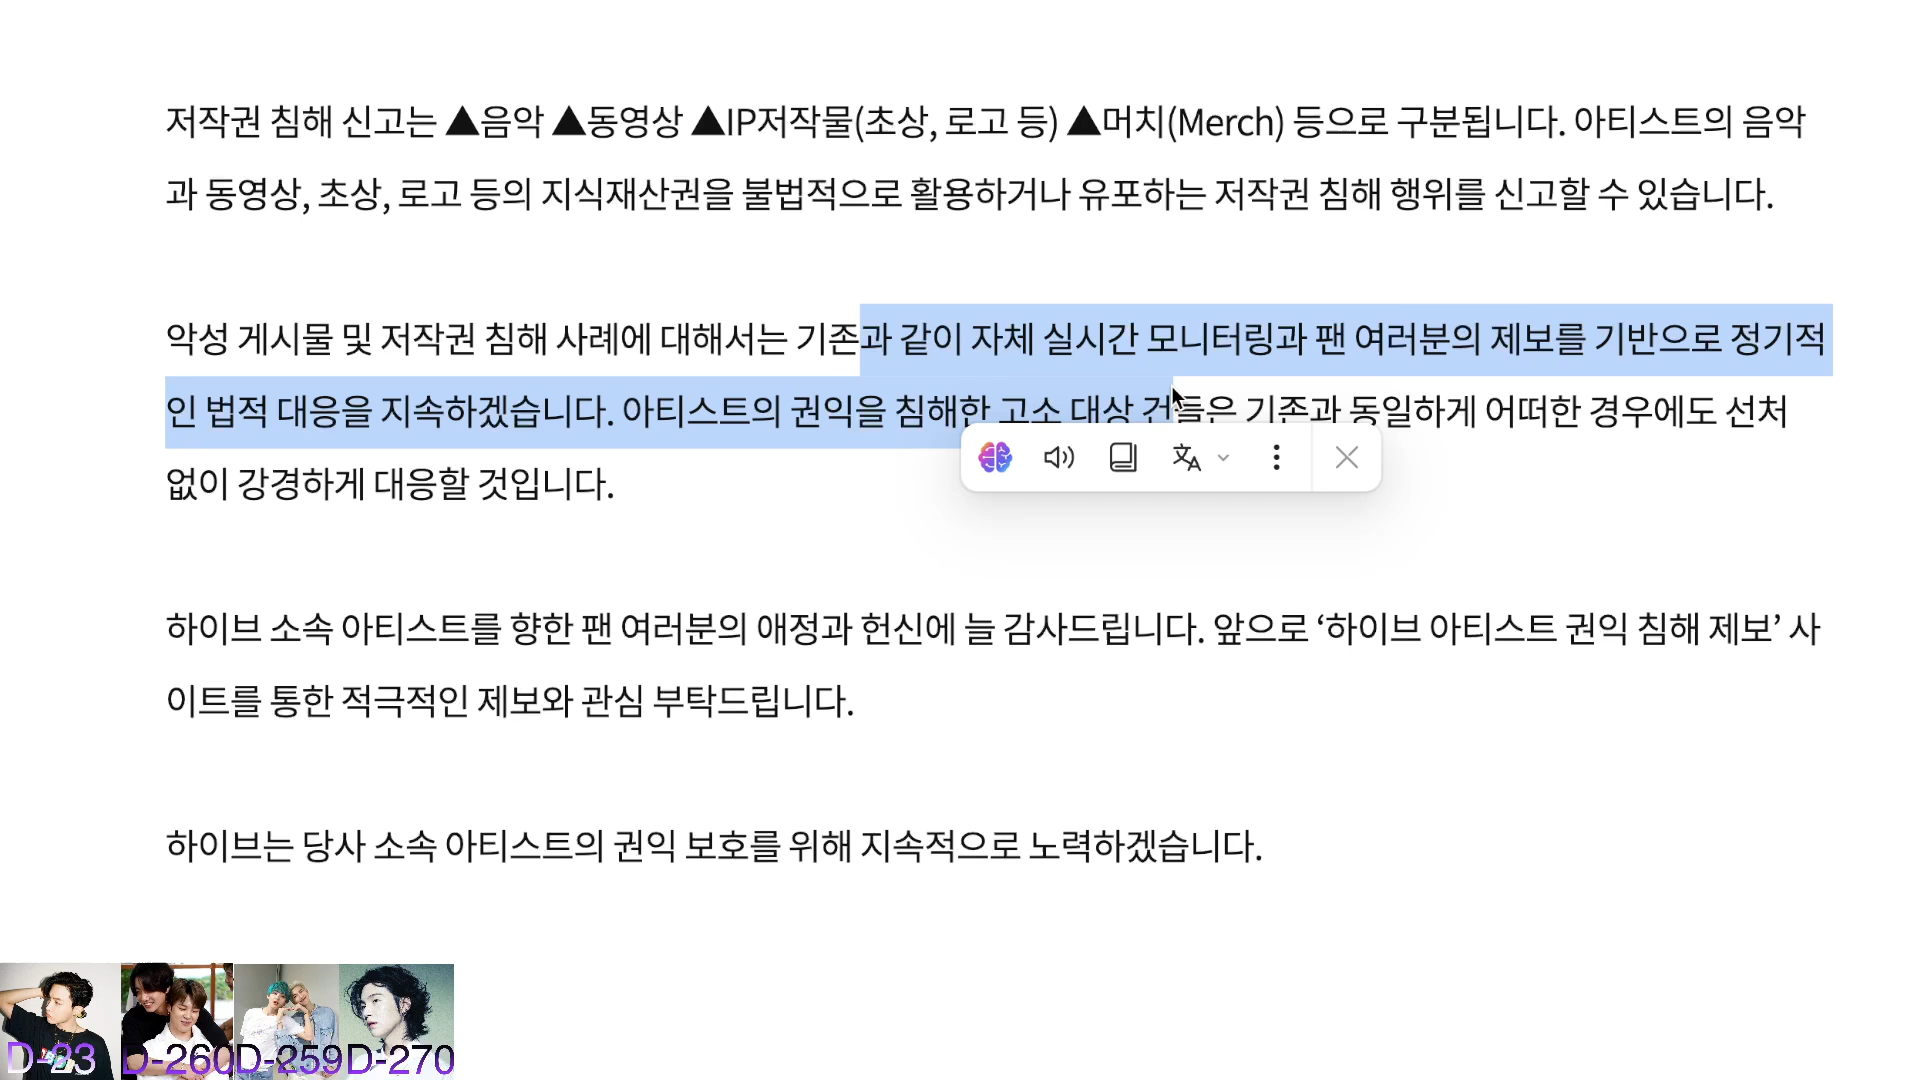 저작권 침해 신고는 ▲음악 ▲동영상 ▲IP저작물(초상, 로고 등) ▲머치(Merch) 등으로 구분됩니다. 아티스트의 음악
과 동영상, 초상, 로고 등의 지식재산권을 불법적으로 활용하거나 유포하는 저작권 침해 행위를 신고할 수 있습니다.
악성 게시물 및 저작권 침해 사례에 대해서는 기존과 같이 자체 실시간 모니터링과 팬 여러분의 제보를 기반으로 정기적
인 법적 대응을 지속하겠습니다. 아티스트의 권익을 침해한 고소 대상 건들은 기존과 동일하게 어떠한 경우에도 선처
없이 강경하게 대응할 것입니다.
하이브 소속 아티스트를 향한 팬 여러분의 애정과 헌신에 늘 감사드립니다. 앞으로 ‘하이브 아티스트 권익 침해 제보’ 사
이트를 통한 적극적인 제보와 관심 부탁드립니다.
하이브는 당사 소속 아티스트의 권익 보호를 위해 지속적으로 노력하겠습니다.
D-23 D-260 D-259 D-270